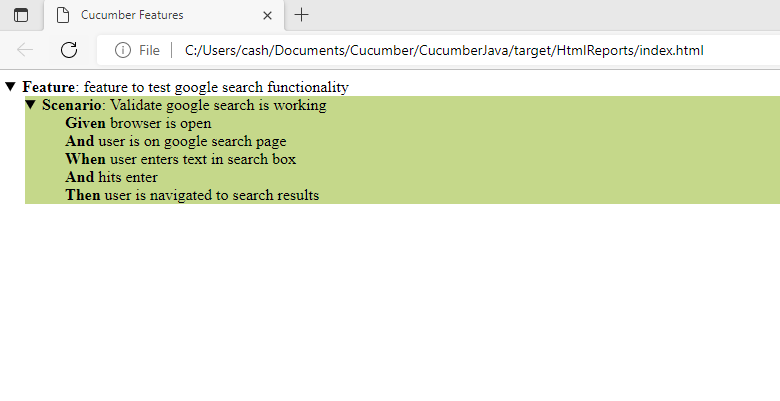 Cucumber Features
File C:/Users/cash/Documents/Cucumber/CucumberJava/target/HtmlReports/index.html
Feature: feature to test google search functionality
Scenario: Validate google search is working
Given browser is open
And user is on google search page
When user enters text in search box
And hits enter
Then user is navigated to search results